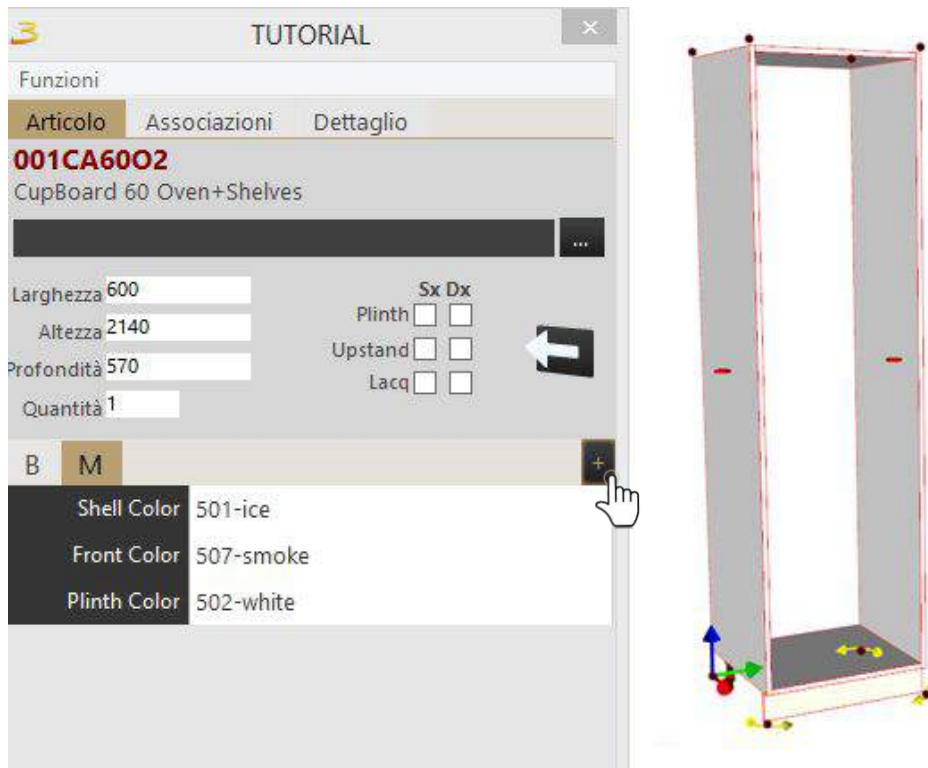 3
TUTORIAL
Funzioni
Articolo Associazioni Dettaglio
001CA60O2
CupBoard 60 Oven+Shelves
...
Larghezza 600
Altezza 2140
Profondità 570
Quantità 1
Sx Dx
Plinth
Upstand
Lacq
B M +
Shell Color 501-ice
Front Color 507-smoke
Plinth Color 502-white